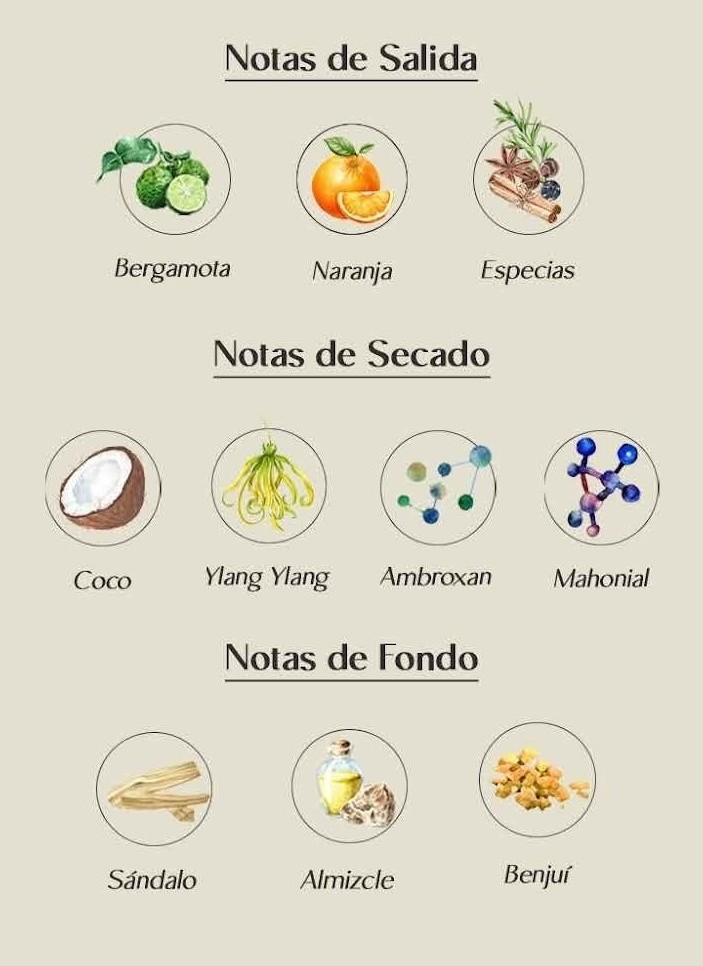 Notas de Salida
Bergamota Naranja Especias
Notas de Secado
Coco Ylang Ylang Ambroxan Mahonial
Notas de Fondo
Sándalo Almizcle Benjuí